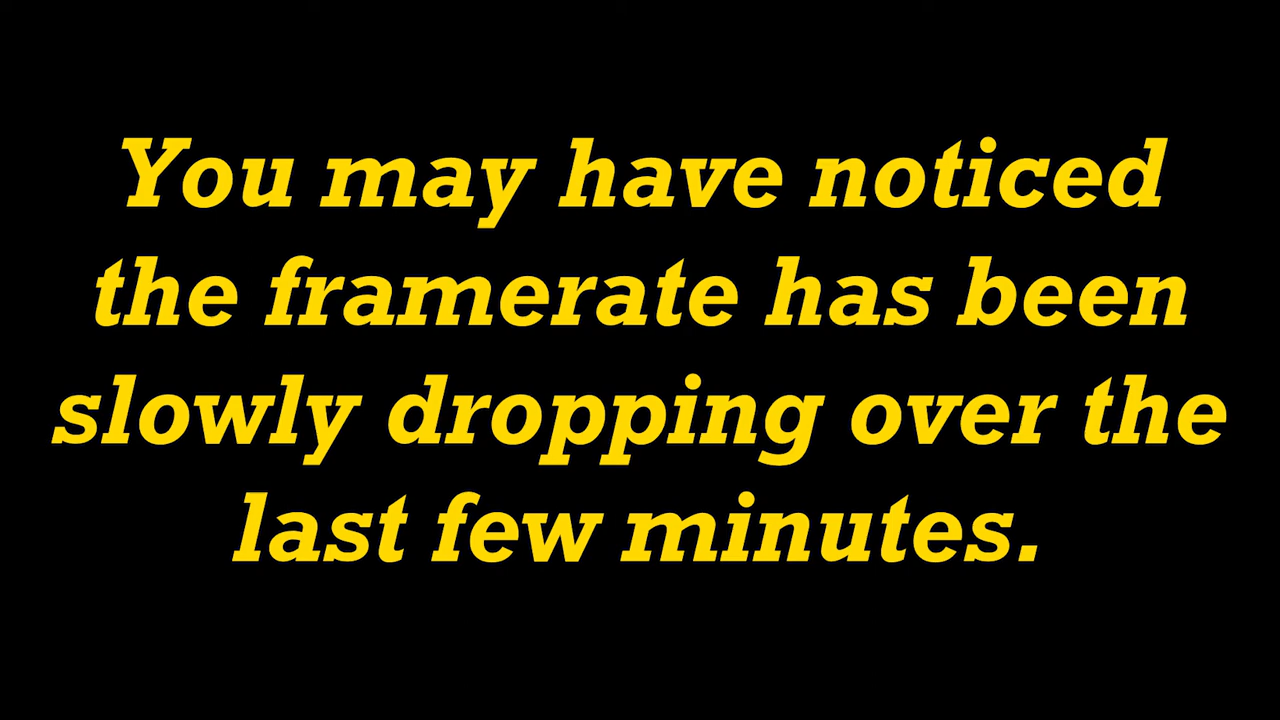 You may have noticed
the framerate has been
slowly dropping over the
last few minutes.